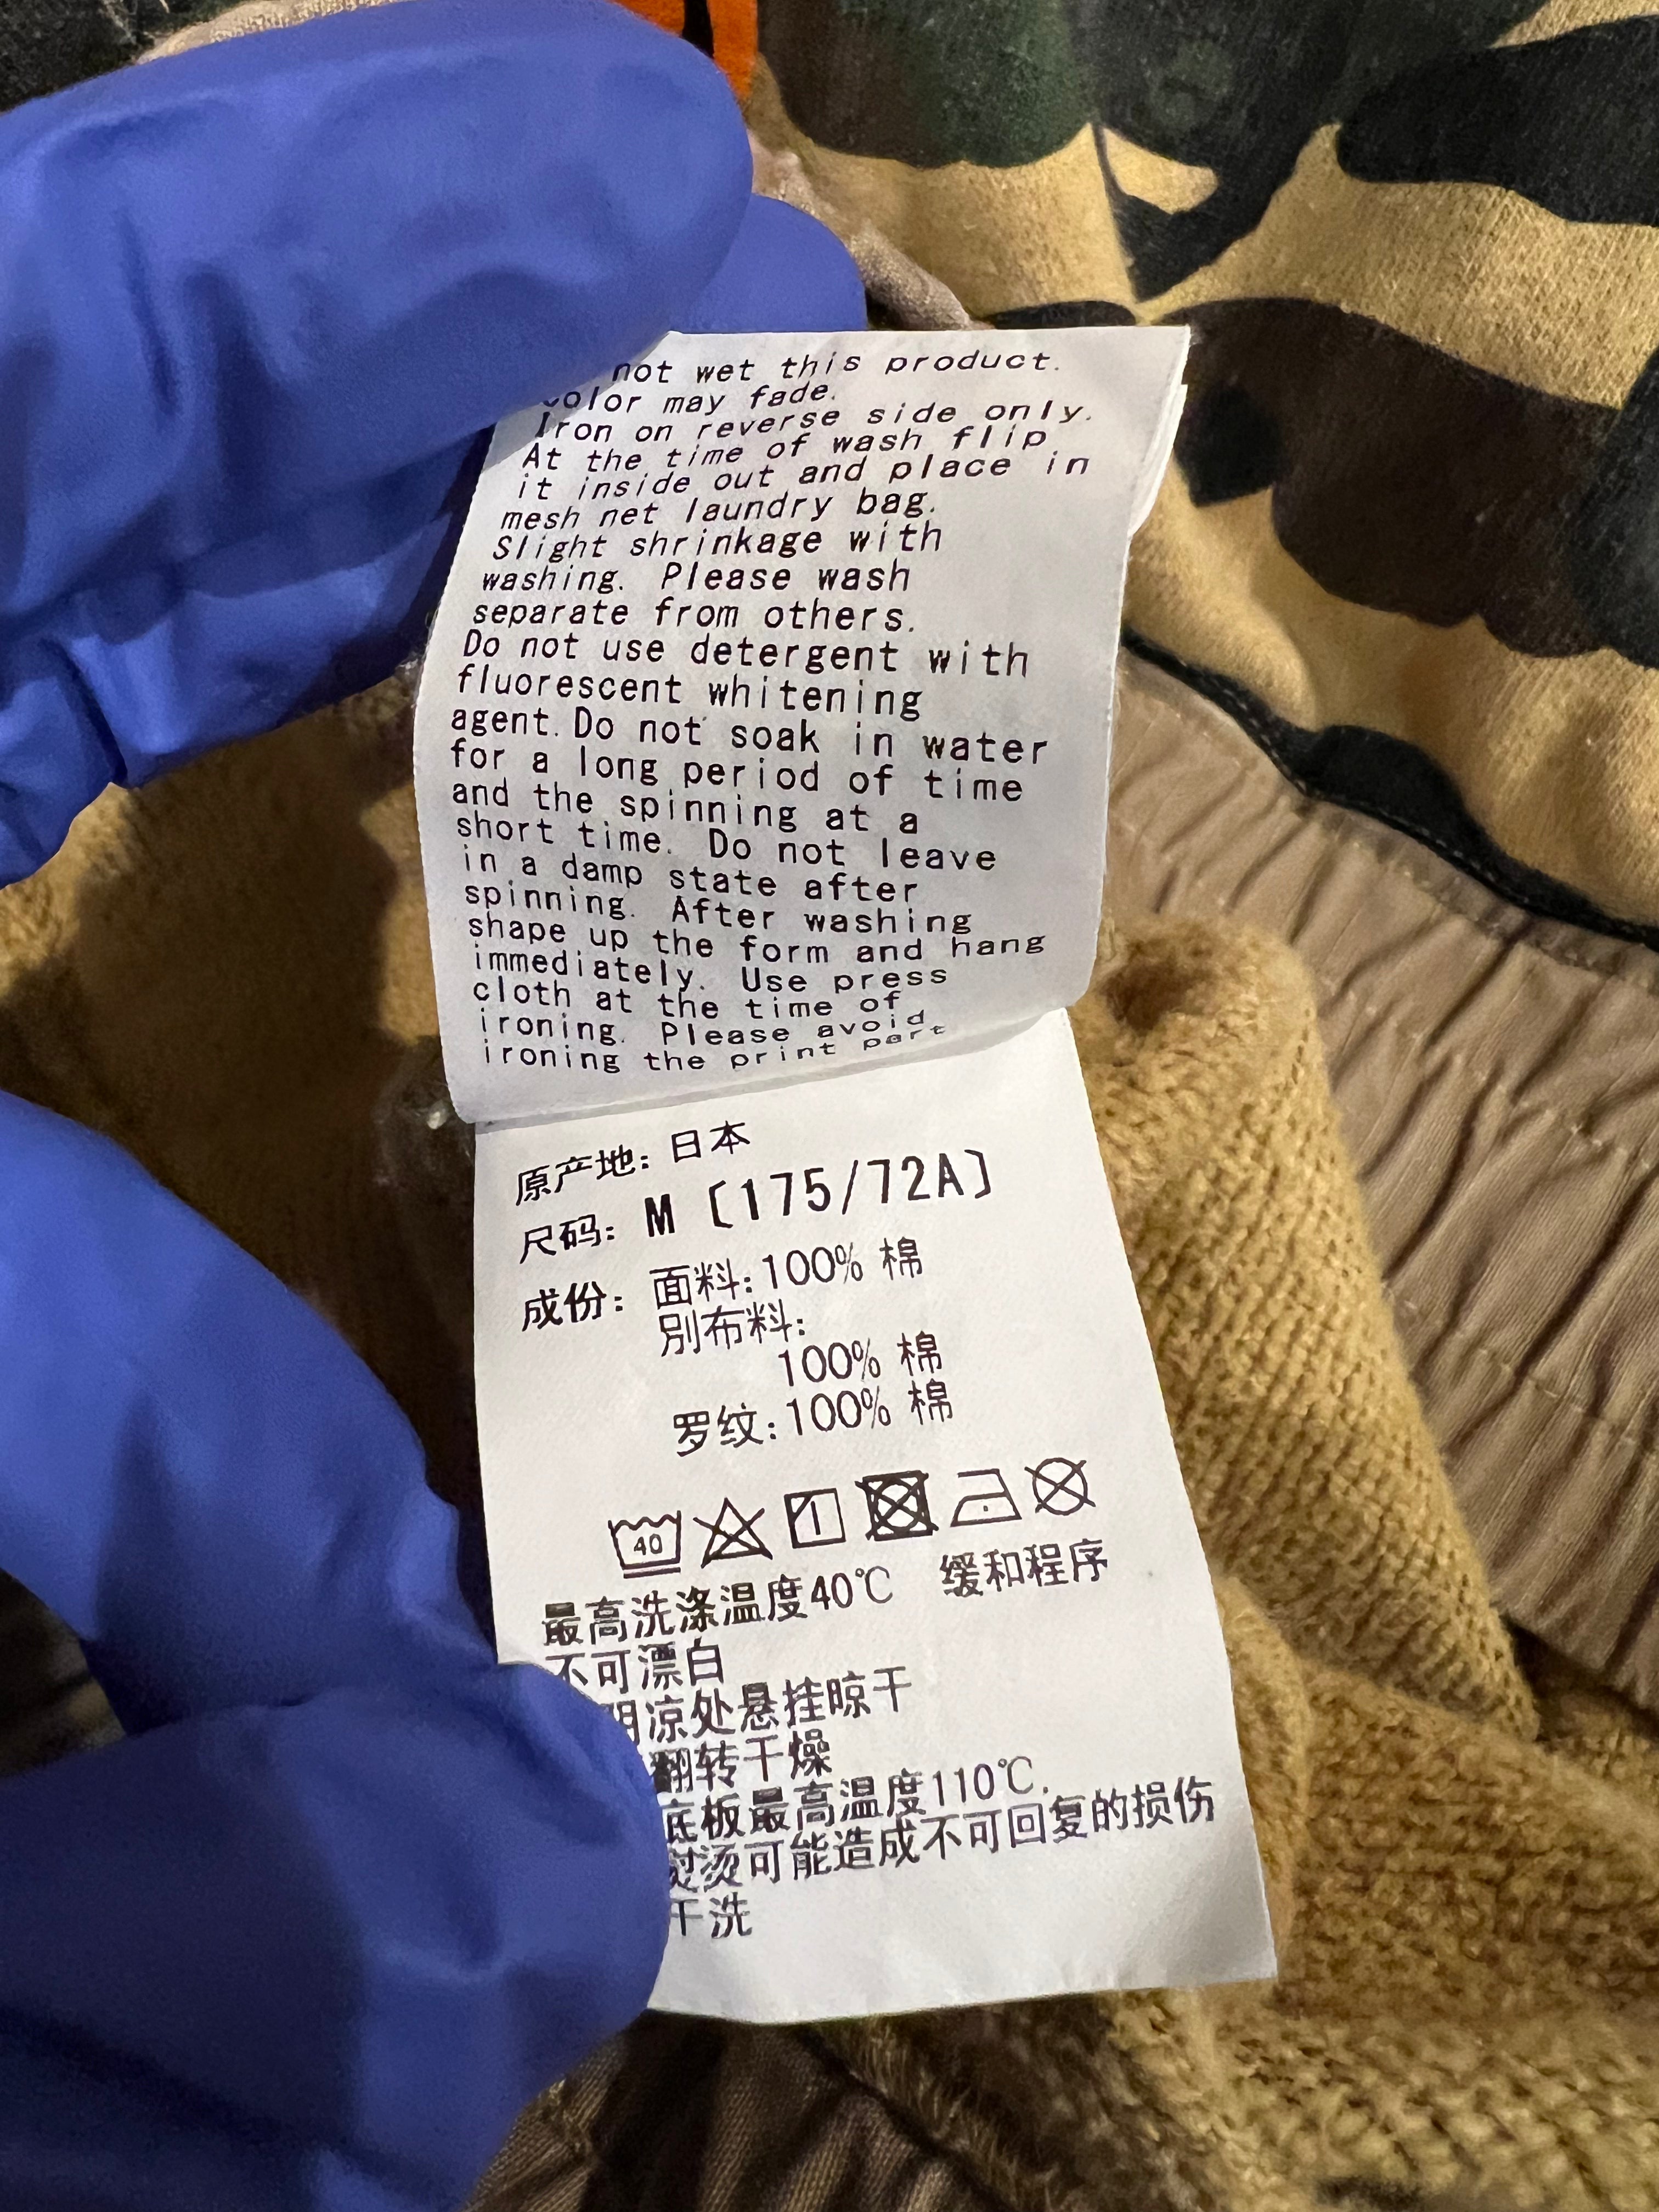 not wet this product.
color may fade.
Iron on reverse side only.
At the time of wash flip
it inside out and place in
mesh net laundry bag.
Slight shrinkage with
washing. Please wash
separate from others.
Do not use detergent with
fluorescent whitening
agent. Do not soak in water
for a long period of time
and the spinning at a
short time. Do not leave
in a damp state after
spinning. After washing
shape up the form and hang
immediately. Use press
cloth at the time of
ironing. Please avoid
ironing the print part
原产地: 日本
尺码: M〔175/72A〕
成份: 面料:100% 棉
別布料:
100% 棉
罗纹:100% 棉
40
最高洗涤温度40℃ 缓和程序
不可漂白
阴凉处悬挂晾干
翻转干燥
底板最高温度110℃.
熨烫可能造成不可回复的损伤
干洗